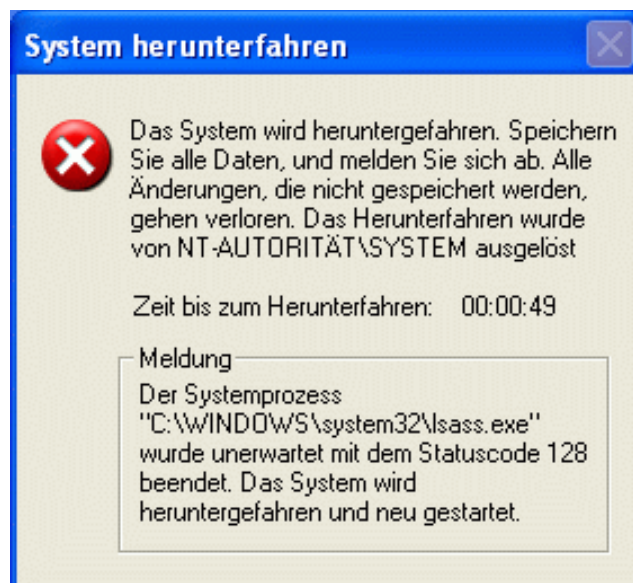 System herunterfahren
Das System wird heruntergefahren. Speichern
Sie alle Daten, und melden Sie sich ab. Alle
Änderungen, die nicht gespeichert werden,
gehen verloren. Das Herunterfahren wurde
von NT-AUTORITÄT\SYSTEM ausgelöst
Zeit bis zum Herunterfahren: 00:00:49
Meldung
Der Systemprozess
"C:\WINDOWS\system32\lsass.exe"
wurde unerwartet mit dem Statuscode 128
beendet. Das System wird
heruntergefahren und neu gestartet.